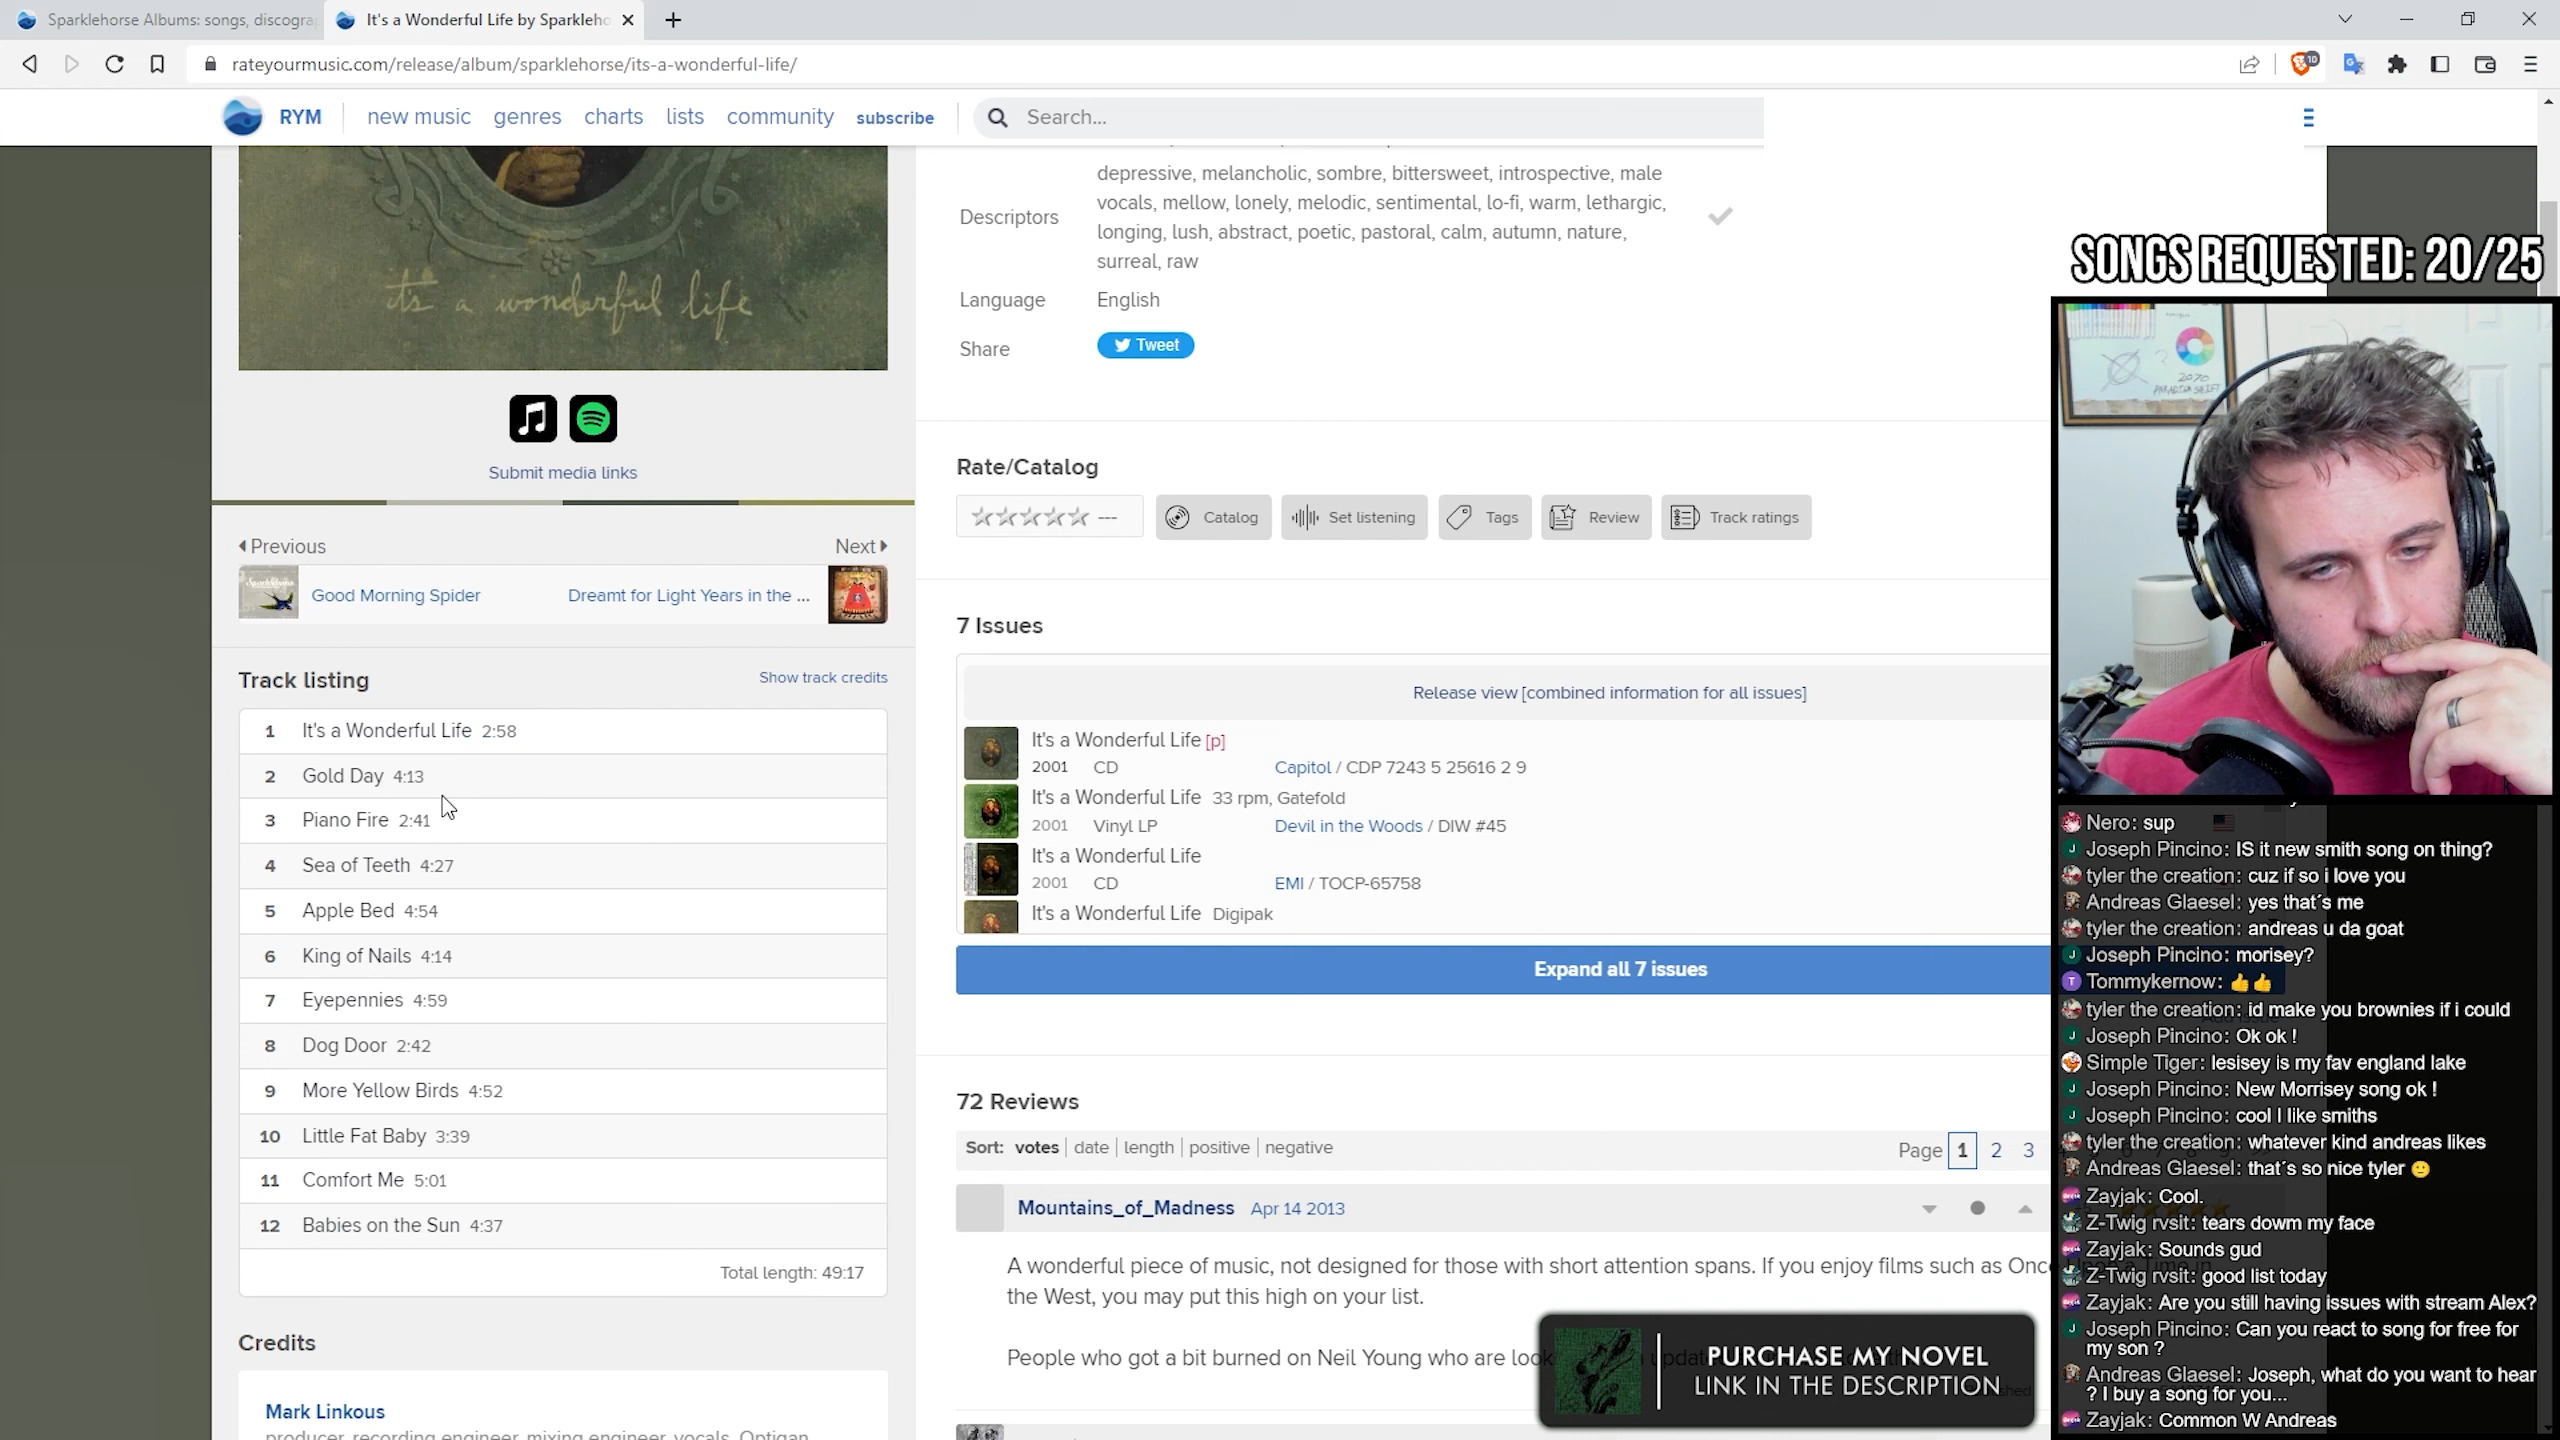 Sparklehorse Albums: songs, discogra
It's a Wonderful Life by Sparkleho
rateyourmusic.com/release/album/sparklehorse/its-a-wonderful-life/
10
RYM
new music
genres
charts
lists
community
subscribe
Search...
it's a wonderful life
Submit media links
Previous
Next
Good Morning Spider
Dreamt for Light Years in the ...
Track listing
Show track credits
1 It's a Wonderful Life 2:58
2 Gold Day 4:13
3 Piano Fire 2:41
4 Sea of Teeth 4:27
5 Apple Bed 4:54
6 King of Nails 4:14
7 Eyepennies 4:59
8 Dog Door 2:42
9 More Yellow Birds 4:52
10 Little Fat Baby 3:39
11 Comfort Me 5:01
12 Babies on the Sun 4:37
Total length: 49:17
Credits
Mark Linkous
producer, recording engineer, mixing engineer, vocals, Optigan
Descriptors
depressive, melancholic, sombre, bittersweet, introspective, male
vocals, mellow, lonely, melodic, sentimental, lo-fi, warm, lethargic,
longing, lush, abstract, poetic, pastoral, calm, autumn, nature,
surreal, raw
Language English
Share Tweet
Rate/Catalog
---
Catalog
Set listening
Tags
Review
Track ratings
7 Issues
Release view [combined information for all issues]
It's a Wonderful Life [p]
2001 CD Capitol / CDP 7243 5 25616 2 9
It's a Wonderful Life 33 rpm, Gatefold
2001 Vinyl LP Devil in the Woods / DIW #45
It's a Wonderful Life
2001 CD EMI / TOCP-65758
It's a Wonderful Life Digipak
Expand all 7 issues
72 Reviews
Sort: votes | date | length | positive | negative
Page 1 2 3
Mountains_of_Madness Apr 14 2013
A wonderful piece of music, not designed for those with short attention spans. If you enjoy films such as Once
the West, you may put this high on your list.
People who got a bit burned on Neil Young who are
PURCHASE MY NOVEL
LINK IN THE DESCRIPTION
SONGS REQUESTED: 20/25
2070
Nero: sup
Joseph Pincino: IS it new smith song on thing?
tyler the creation: cuz if so i love you
Andreas Glaesel: yes that´s me
tyler the creation: andreas u da goat
Joseph Pincino: morisey?
Tommykernow: 👍👍
tyler the creation: id make you brownies if i could
Joseph Pincino: Ok ok !
Simple Tiger: lesisey is my fav england lake
Joseph Pincino: New Morrisey song ok !
Joseph Pincino: cool I like smiths
tyler the creation: whatever kind andreas likes
Andreas Glaesel: that´s so nice tyler 🙂
Zayjak: Cool.
Z-Twig rvsit: tears dowm my face
Zayjak: Sounds gud
Z-Twig rvsit: good list today
Zayjak: Are you still having issues with stream Alex?
Joseph Pincino: Can you react to song for free for
my son ?
Andreas Glaesel: Joseph, what do you want to hear
? I buy a song for you...
Zayjak: Common W Andreas